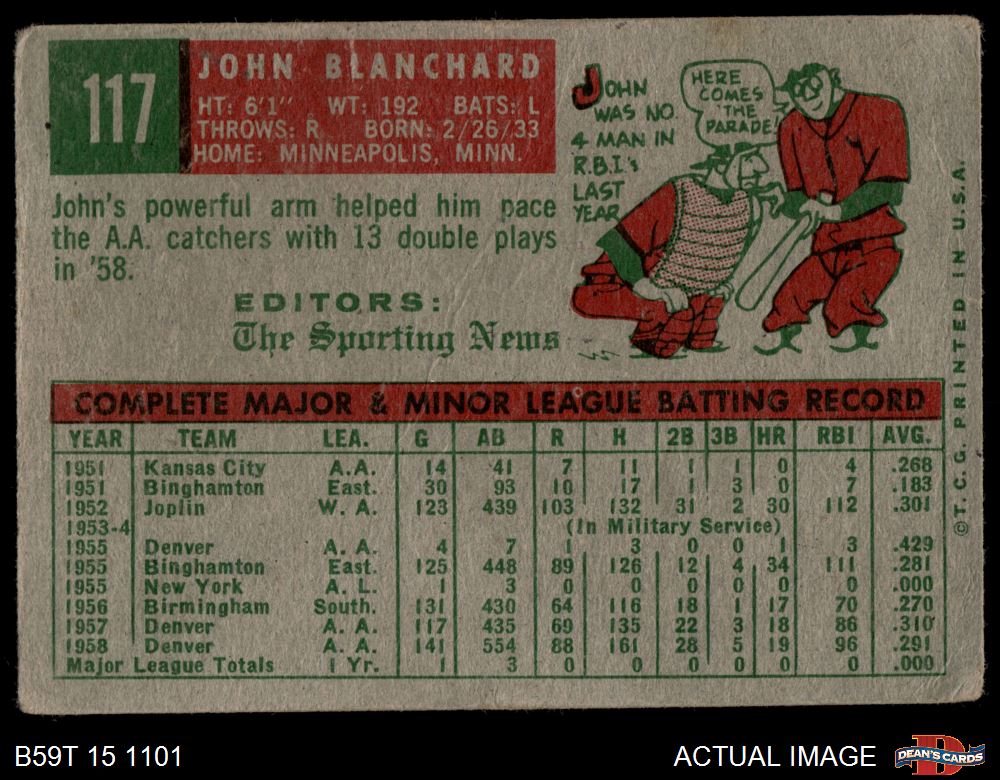 117
JOHN BLANCHARD
HT: 6'1" WT: 192 BATS: L
THROWS: R BORN: 2/26/33
HOME: MINNEAPOLIS, MINN.
JOHN
WAS NO.
4 MAN IN
R.B.I.'s
LAST
YEAR
HERE
COMES
THE
PARADE!
John's powerful arm helped him pace
the A.A. catchers with 13 double plays
in '58.
EDITORS:
The Sporting News
COMPLETE MAJOR & MINOR LEAGUE BATTING RECORD
YEAR TEAM LEA. G AB R H 2B 3B HR RBI AVG.
1951 Kansas City A.A. 14 41 7 11 1 1 0 4 .268
1951 Binghamton East. 30 93 10 17 1 3 0 7 .183
1952 Joplin W. A. 123 439 103 132 31 2 30 112 .301
1953-4 (In Military Service)
1955 Denver A. A. 4 7 1 3 0 0 1 3 .429
1955 Binghamton East. 125 448 89 126 12 4 34 111 .281
1955 New York A. L. 1 3 0 0 0 0 0 0 .000
1956 Birmingham South. 131 430 64 116 18 1 17 70 .270
1957 Denver A. A. 117 435 69 135 22 3 18 86 .310
1958 Denver A. A. 141 554 88 161 28 5 19 96 .291
Major League Totals 1 Yr. 1 3 0 0 0 0 0 0 .000
©T. C. G. PRINTED IN U.S.A.
B59T 15 1101
ACTUAL IMAGE
D
DEAN'S CARDS